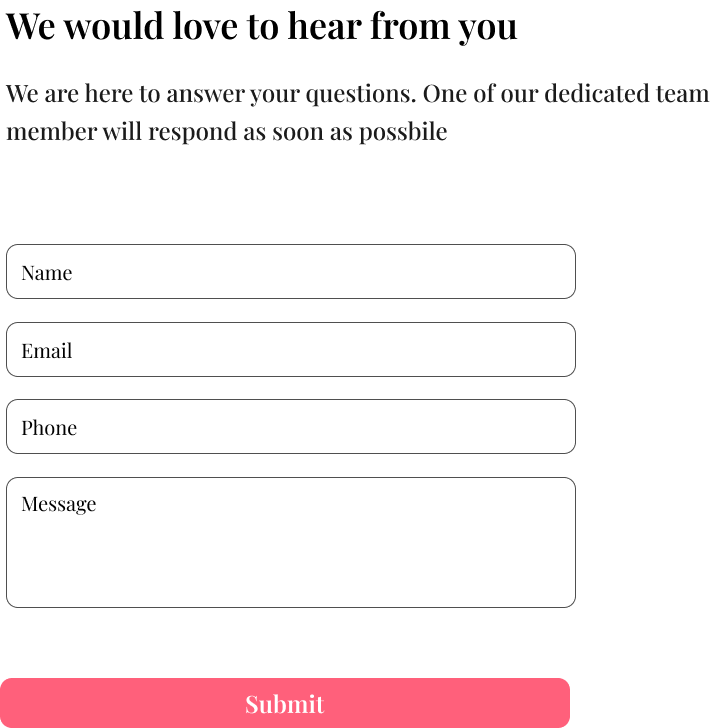 We would love to hear from you
We are here to answer your questions. One of our dedicated team
member will respond as soon as possbile
Name
Email
Phone
Message
Submit